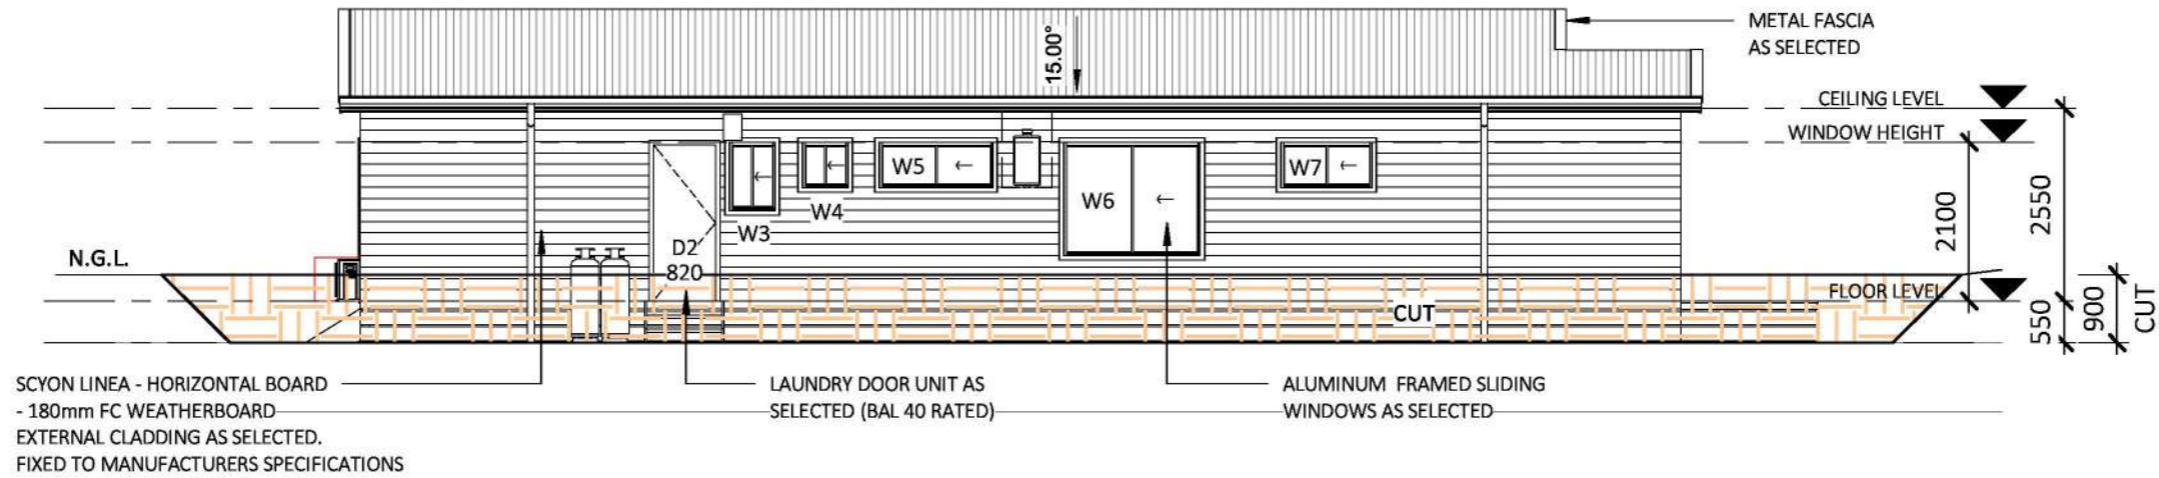 METAL FASCIA
AS SELECTED
15.00°
CEILING LEVEL
WINDOW HEIGHT
W5
W7
W6
W4
W3
D2
820
N.G.L.
2100
2550
FLOOR LEVEL
CUT
550
900
CUT
SCYON LINEA - HORIZONTAL BOARD
- 180mm FC WEATHERBOARD
EXTERNAL CLADDING AS SELECTED.
FIXED TO MANUFACTURERS SPECIFICATIONS
LAUNDRY DOOR UNIT AS
SELECTED (BAL 40 RATED)
ALUMINUM FRAMED SLIDING
WINDOWS AS SELECTED